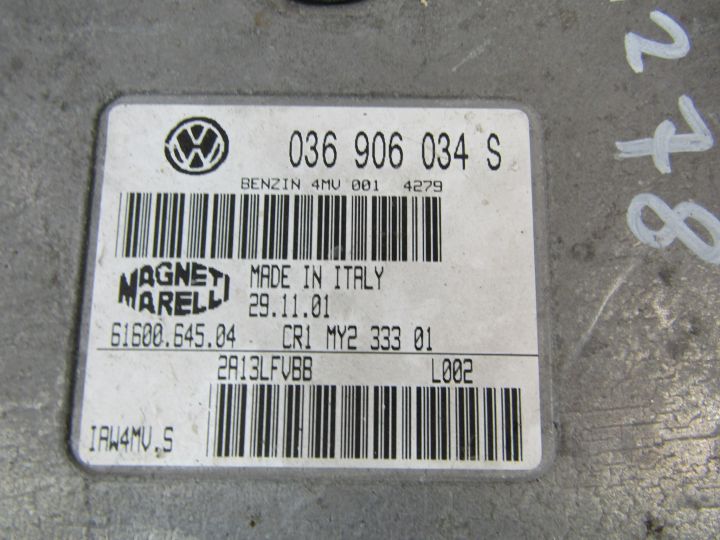 036 906 034 S
BENZIN 4MV 001 4279
MAGNETI
MARELLI
MADE IN ITALY
29.11.01
61600.645.04 CR1 MY2 333 01
2A13LFVBB L002
IAW4MV.S
278